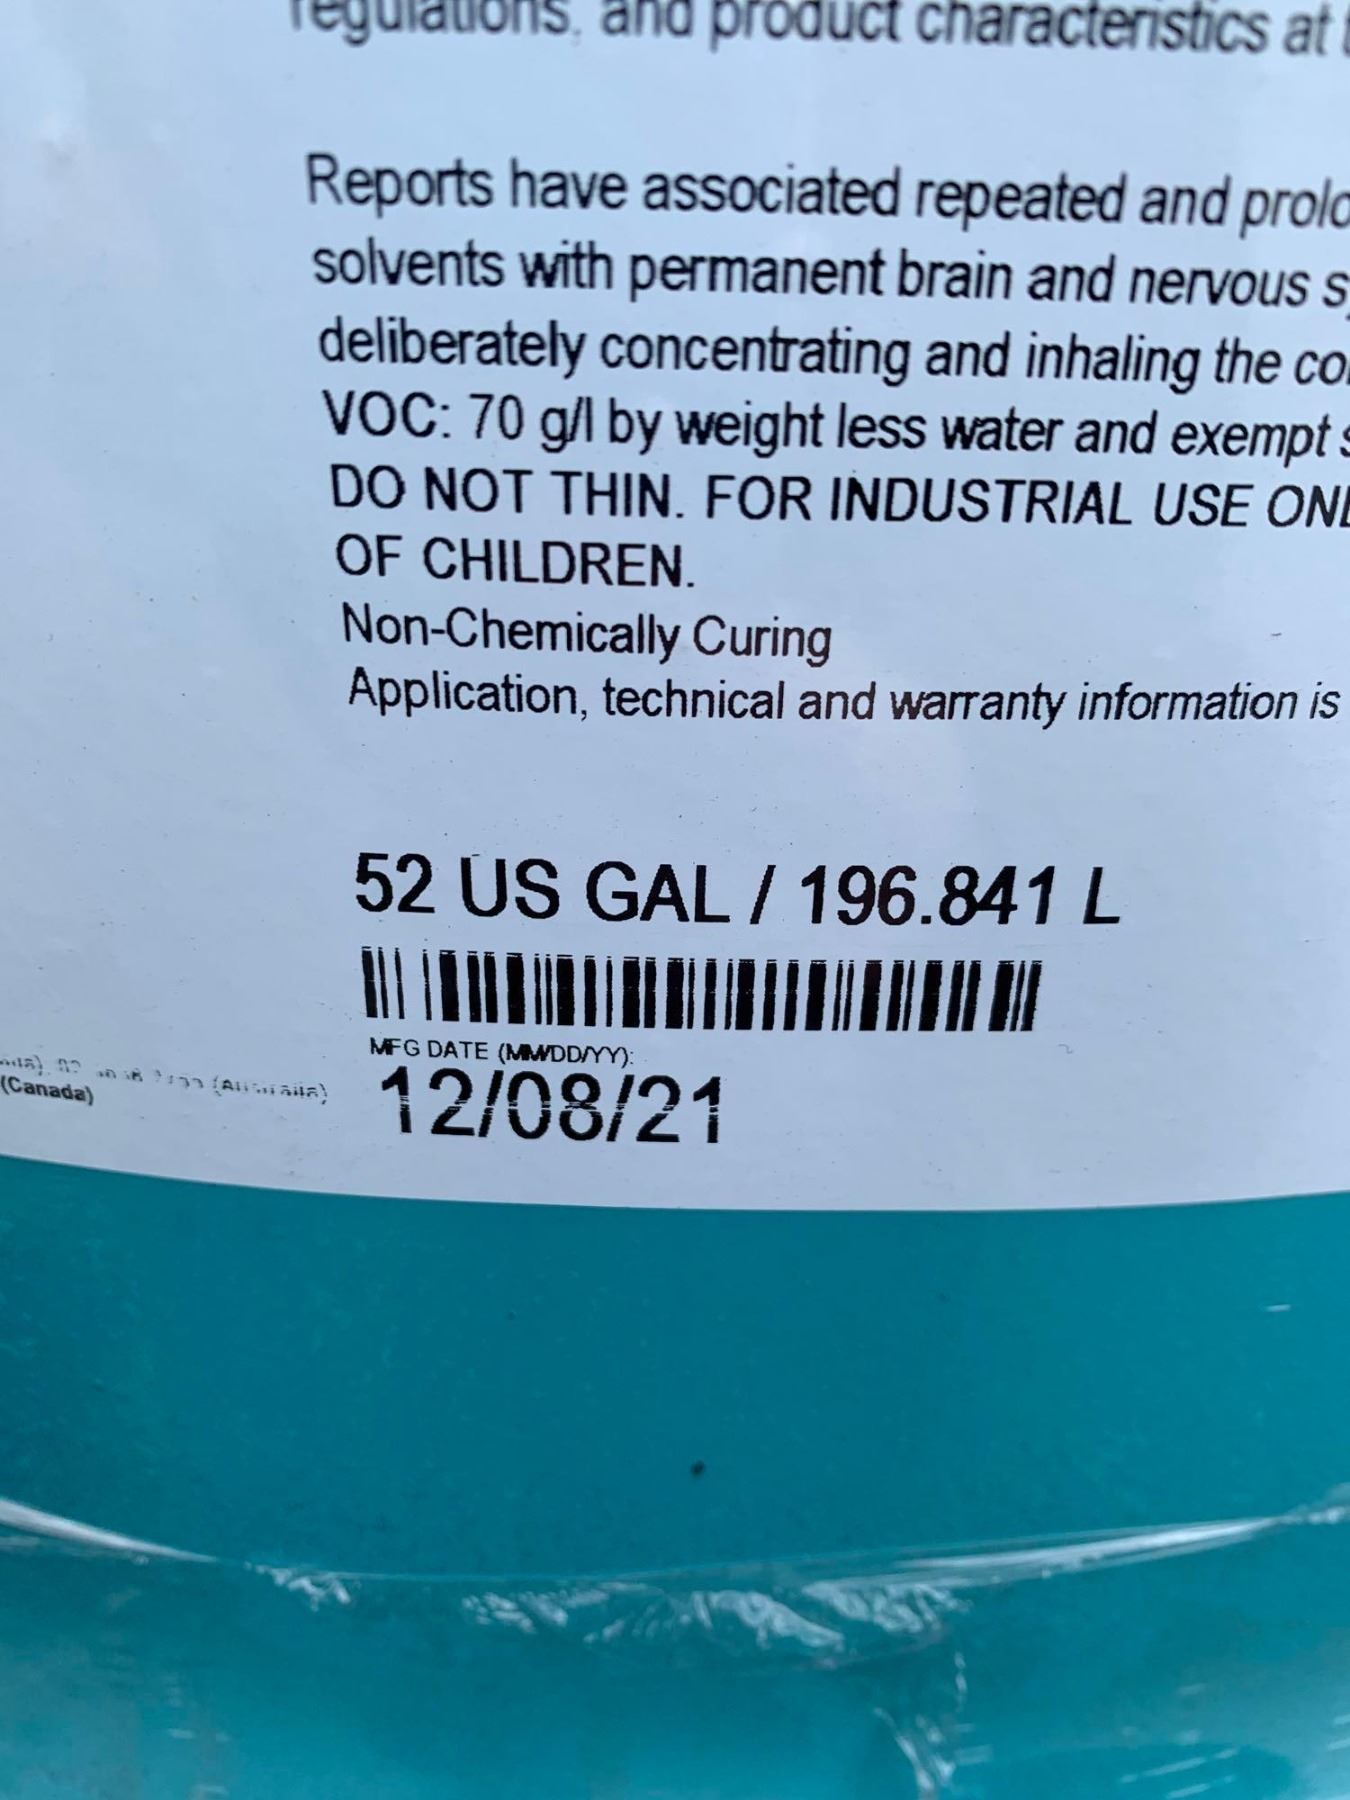 regulations, and product characteristics at
Reports have associated repeated and prolo
solvents with permanent brain and nervous s
deliberately concentrating and inhaling the co
VOC: 70 g/l by weight less water and exempt s
DO NOT THIN. FOR INDUSTRIAL USE ONL
OF CHILDREN.
Non-Chemically Curing
Application, technical and warranty information is
52 US GAL / 196.841 L
MFG DATE (MM/DD/YY):
(Australia)
(Canada)
12/08/21